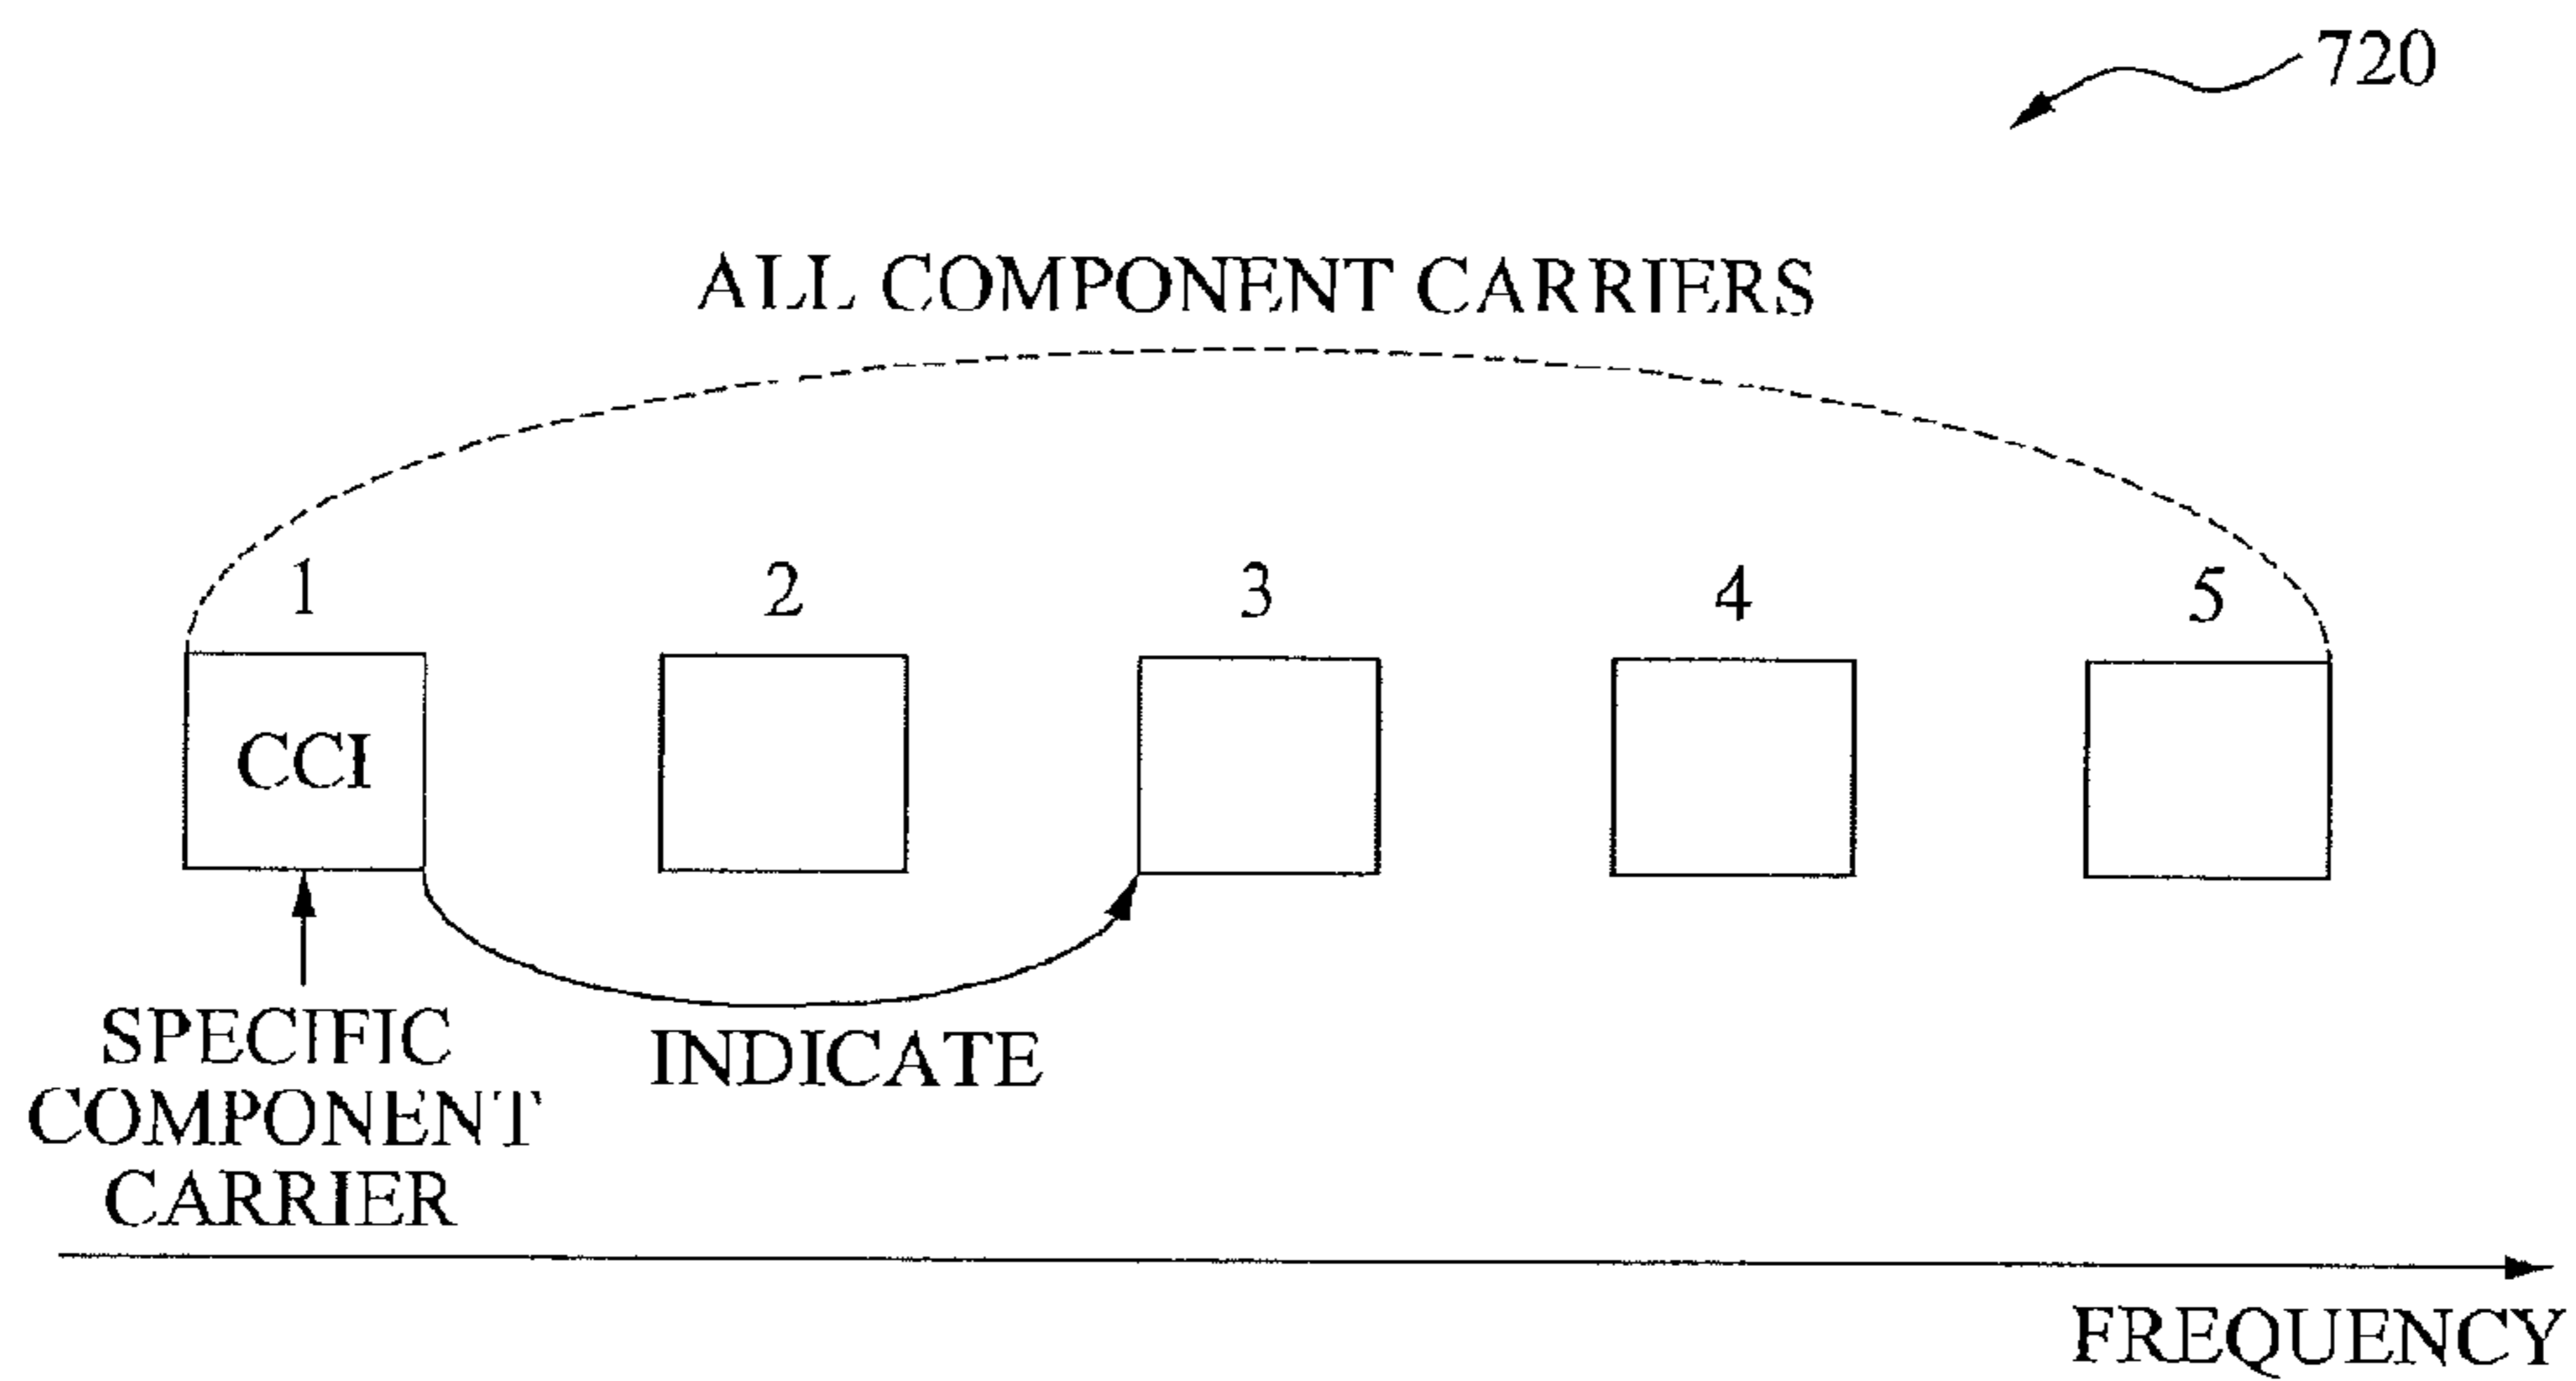 720
ALL COMPONENT CARRIERS
1 2 3 4 5
CCI
SPECIFIC
COMPONENT
CARRIER
INDICATE
FREQUENCY